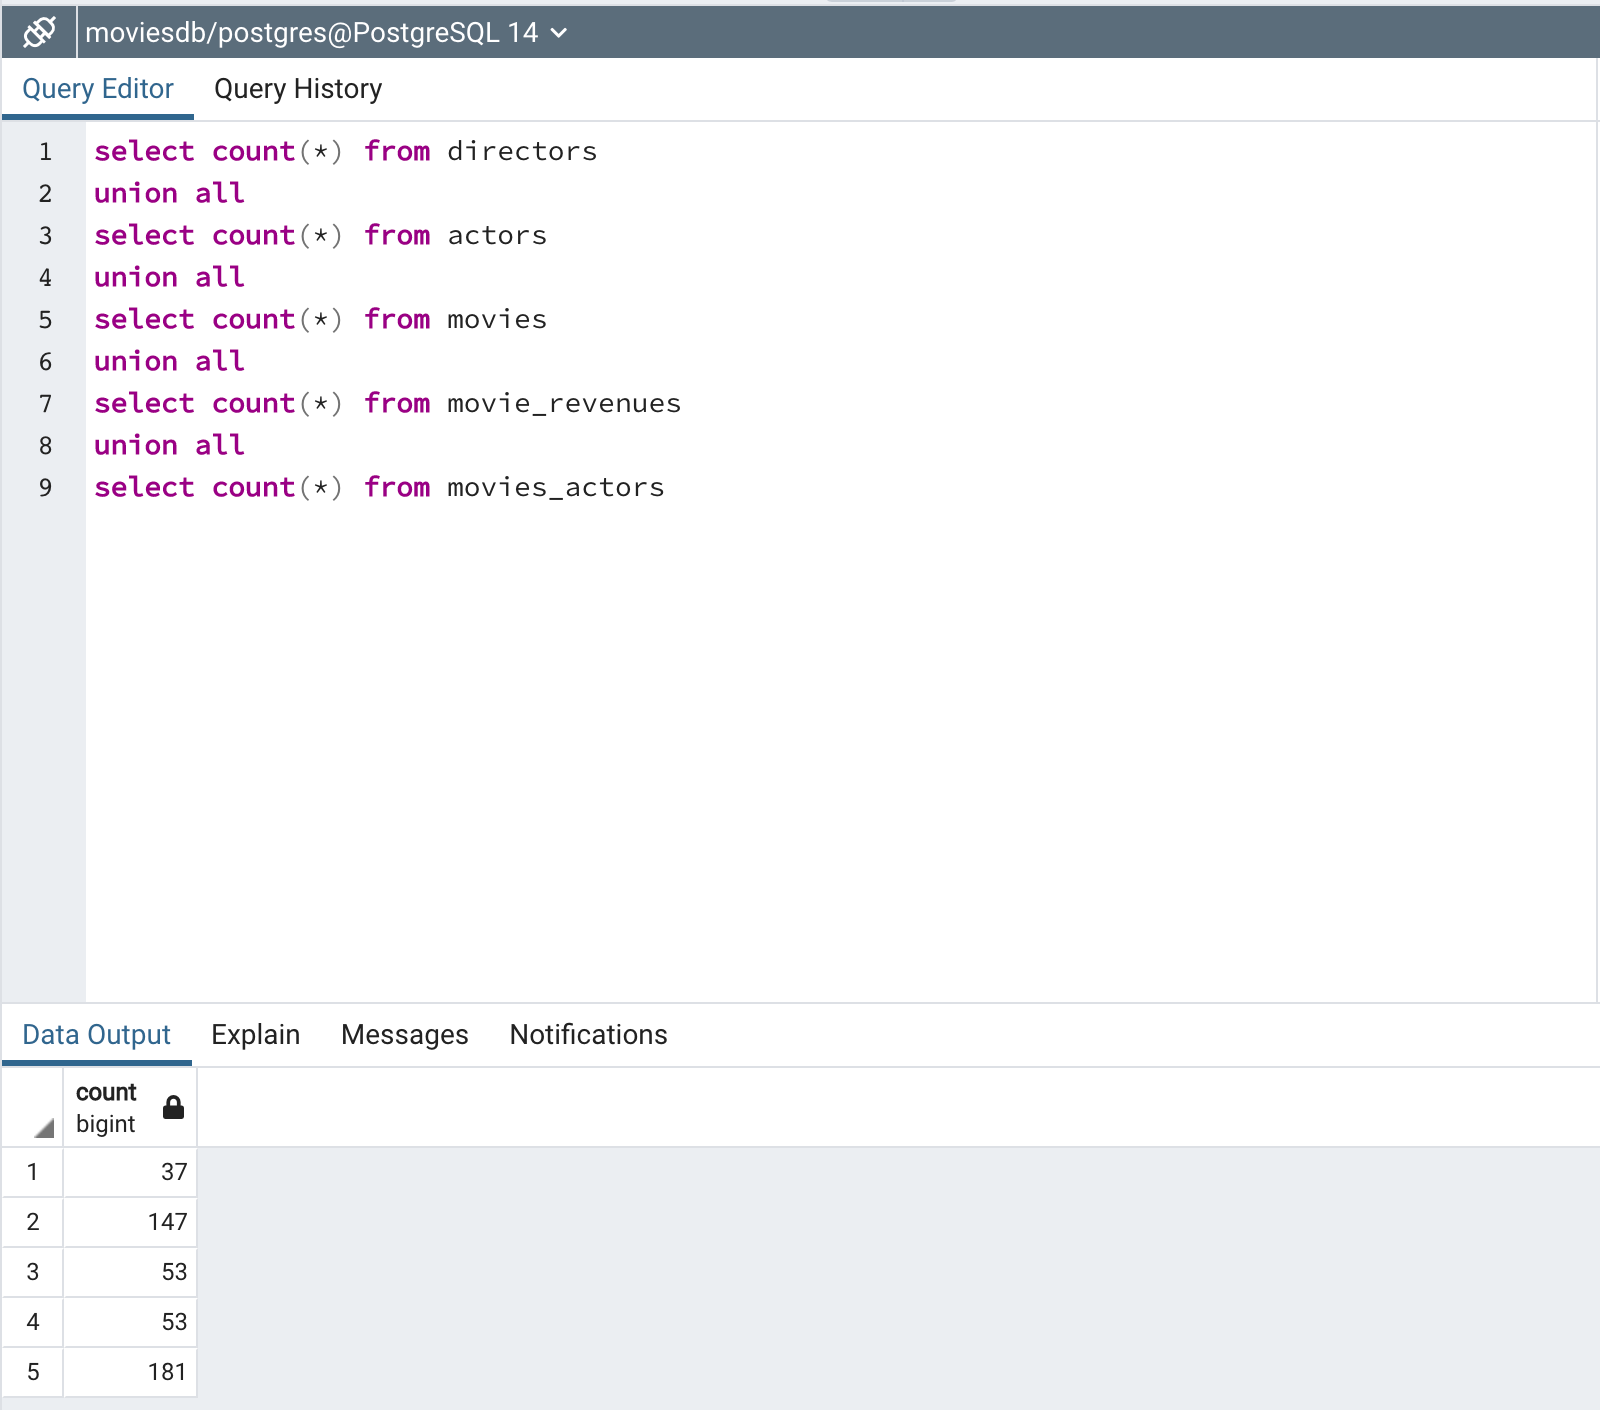 moviesdb/postgres@PostgreSQL 14
Query Editor Query History
1 select count(*) from directors
2 union all
3 select count(*) from actors
4 union all
5 select count(*) from movies
6 union all
7 select count(*) from movie_revenues
8 union all
9 select count(*) from movies_actors
Data Output Explain Messages Notifications
count
bigint
1 37
2 147
3 53
4 53
5 181